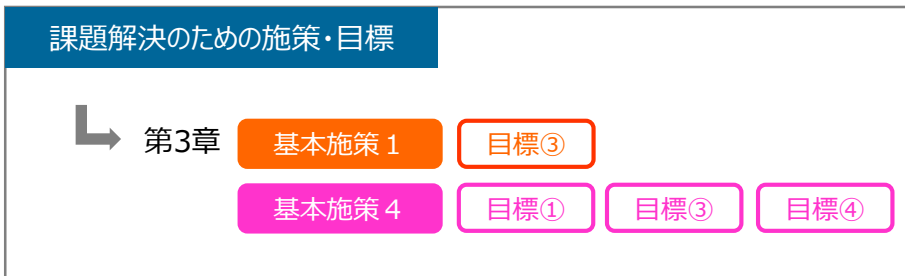 課題解決のための施策・目標
第3章 基本施策１ 目標③
基本施策４ 目標① 目標③ 目標④